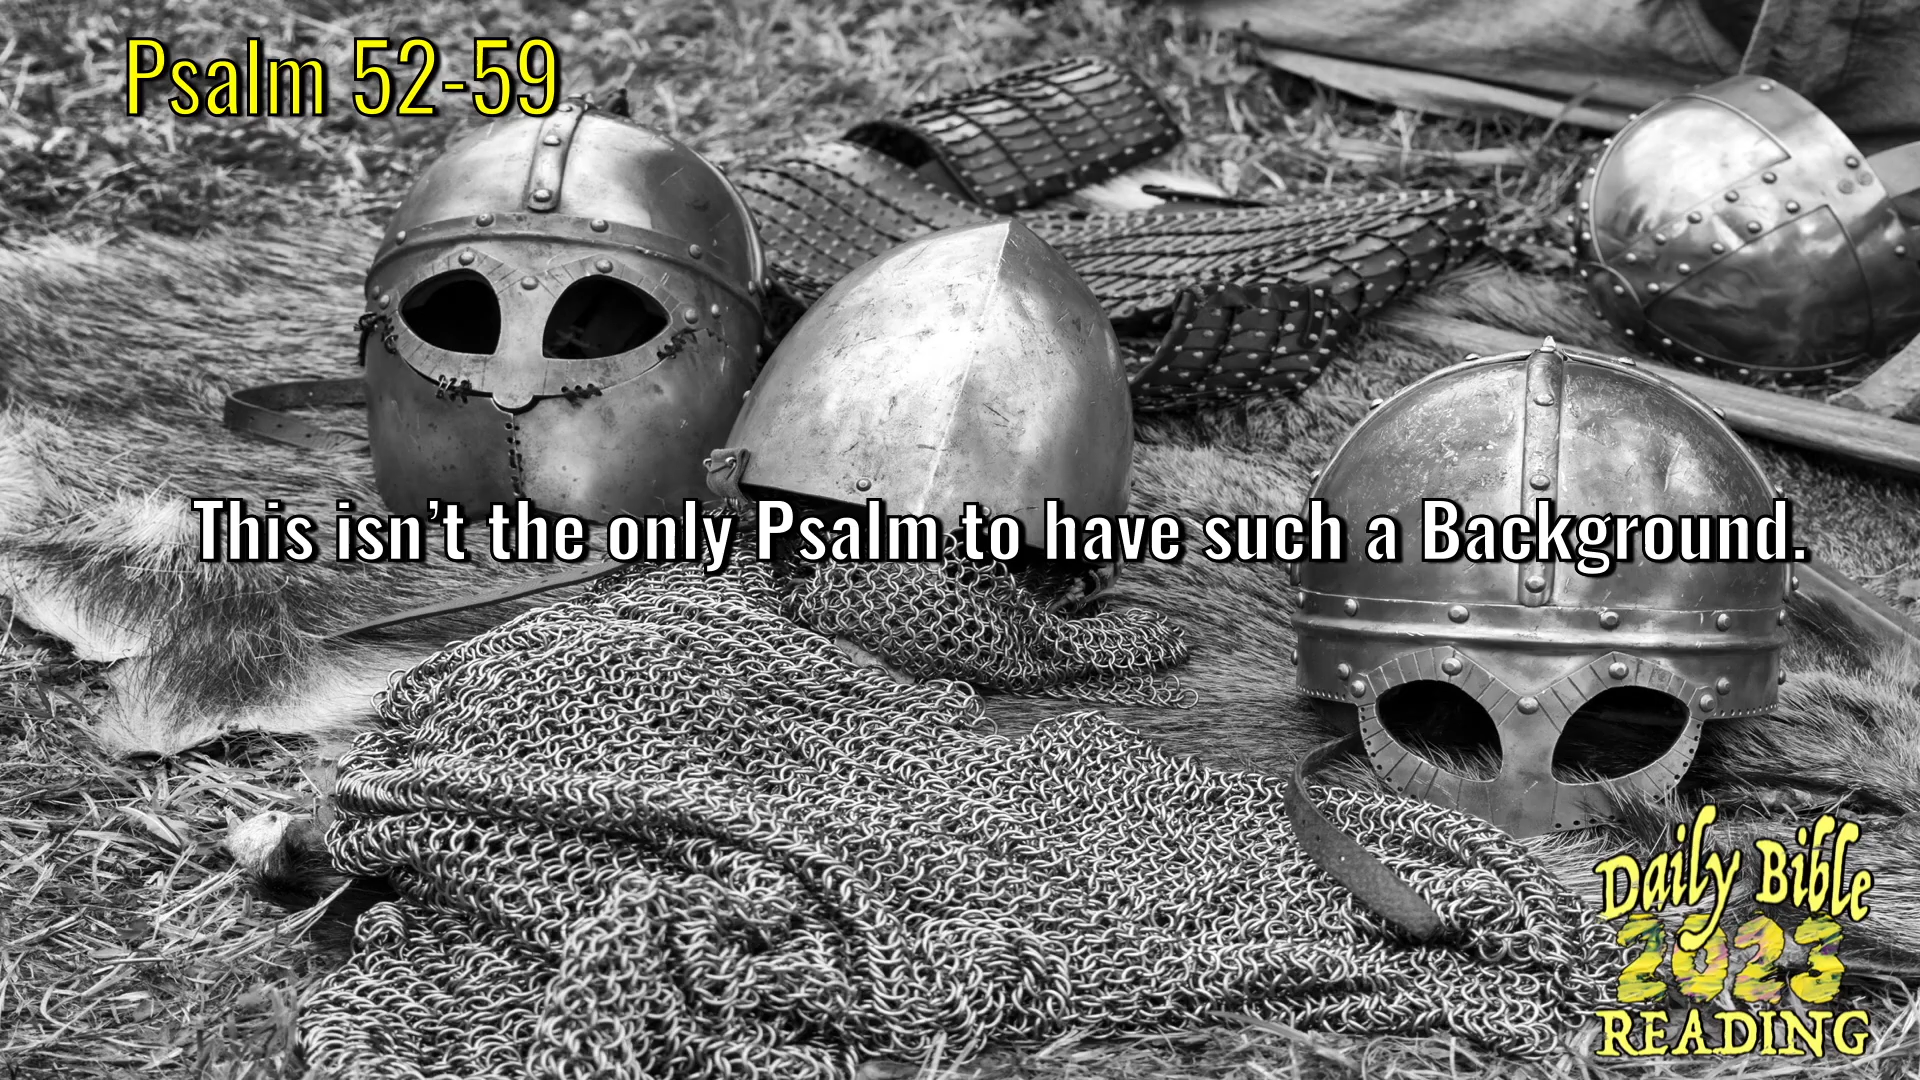 Psalm 52-59
This isn’t the only Psalm to have such a Background.
Daily Bible
2023
READING